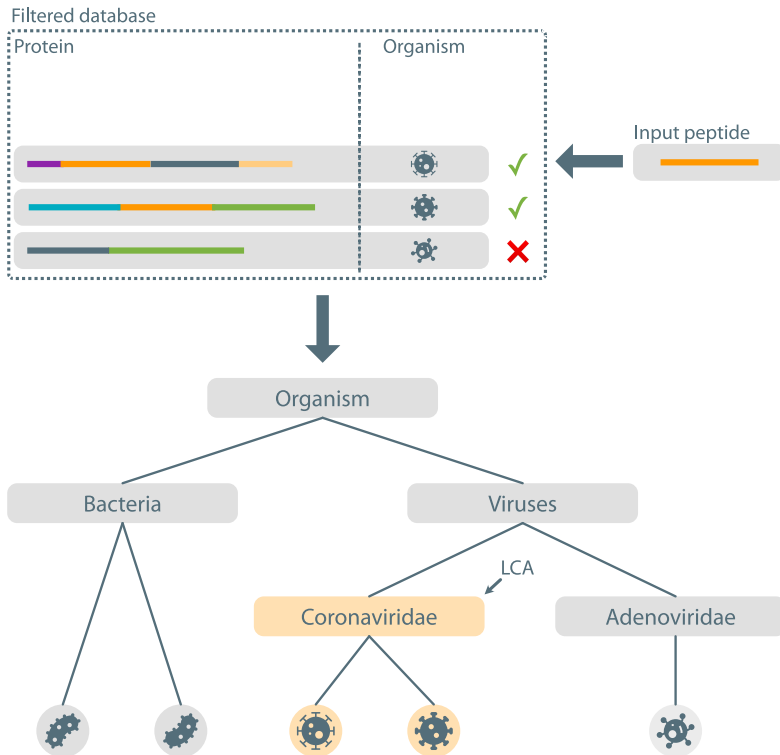 Filtered database
Protein
Organism
Input peptide
Organism
Bacteria
Viruses
LCA
Coronaviridae
Adenoviridae